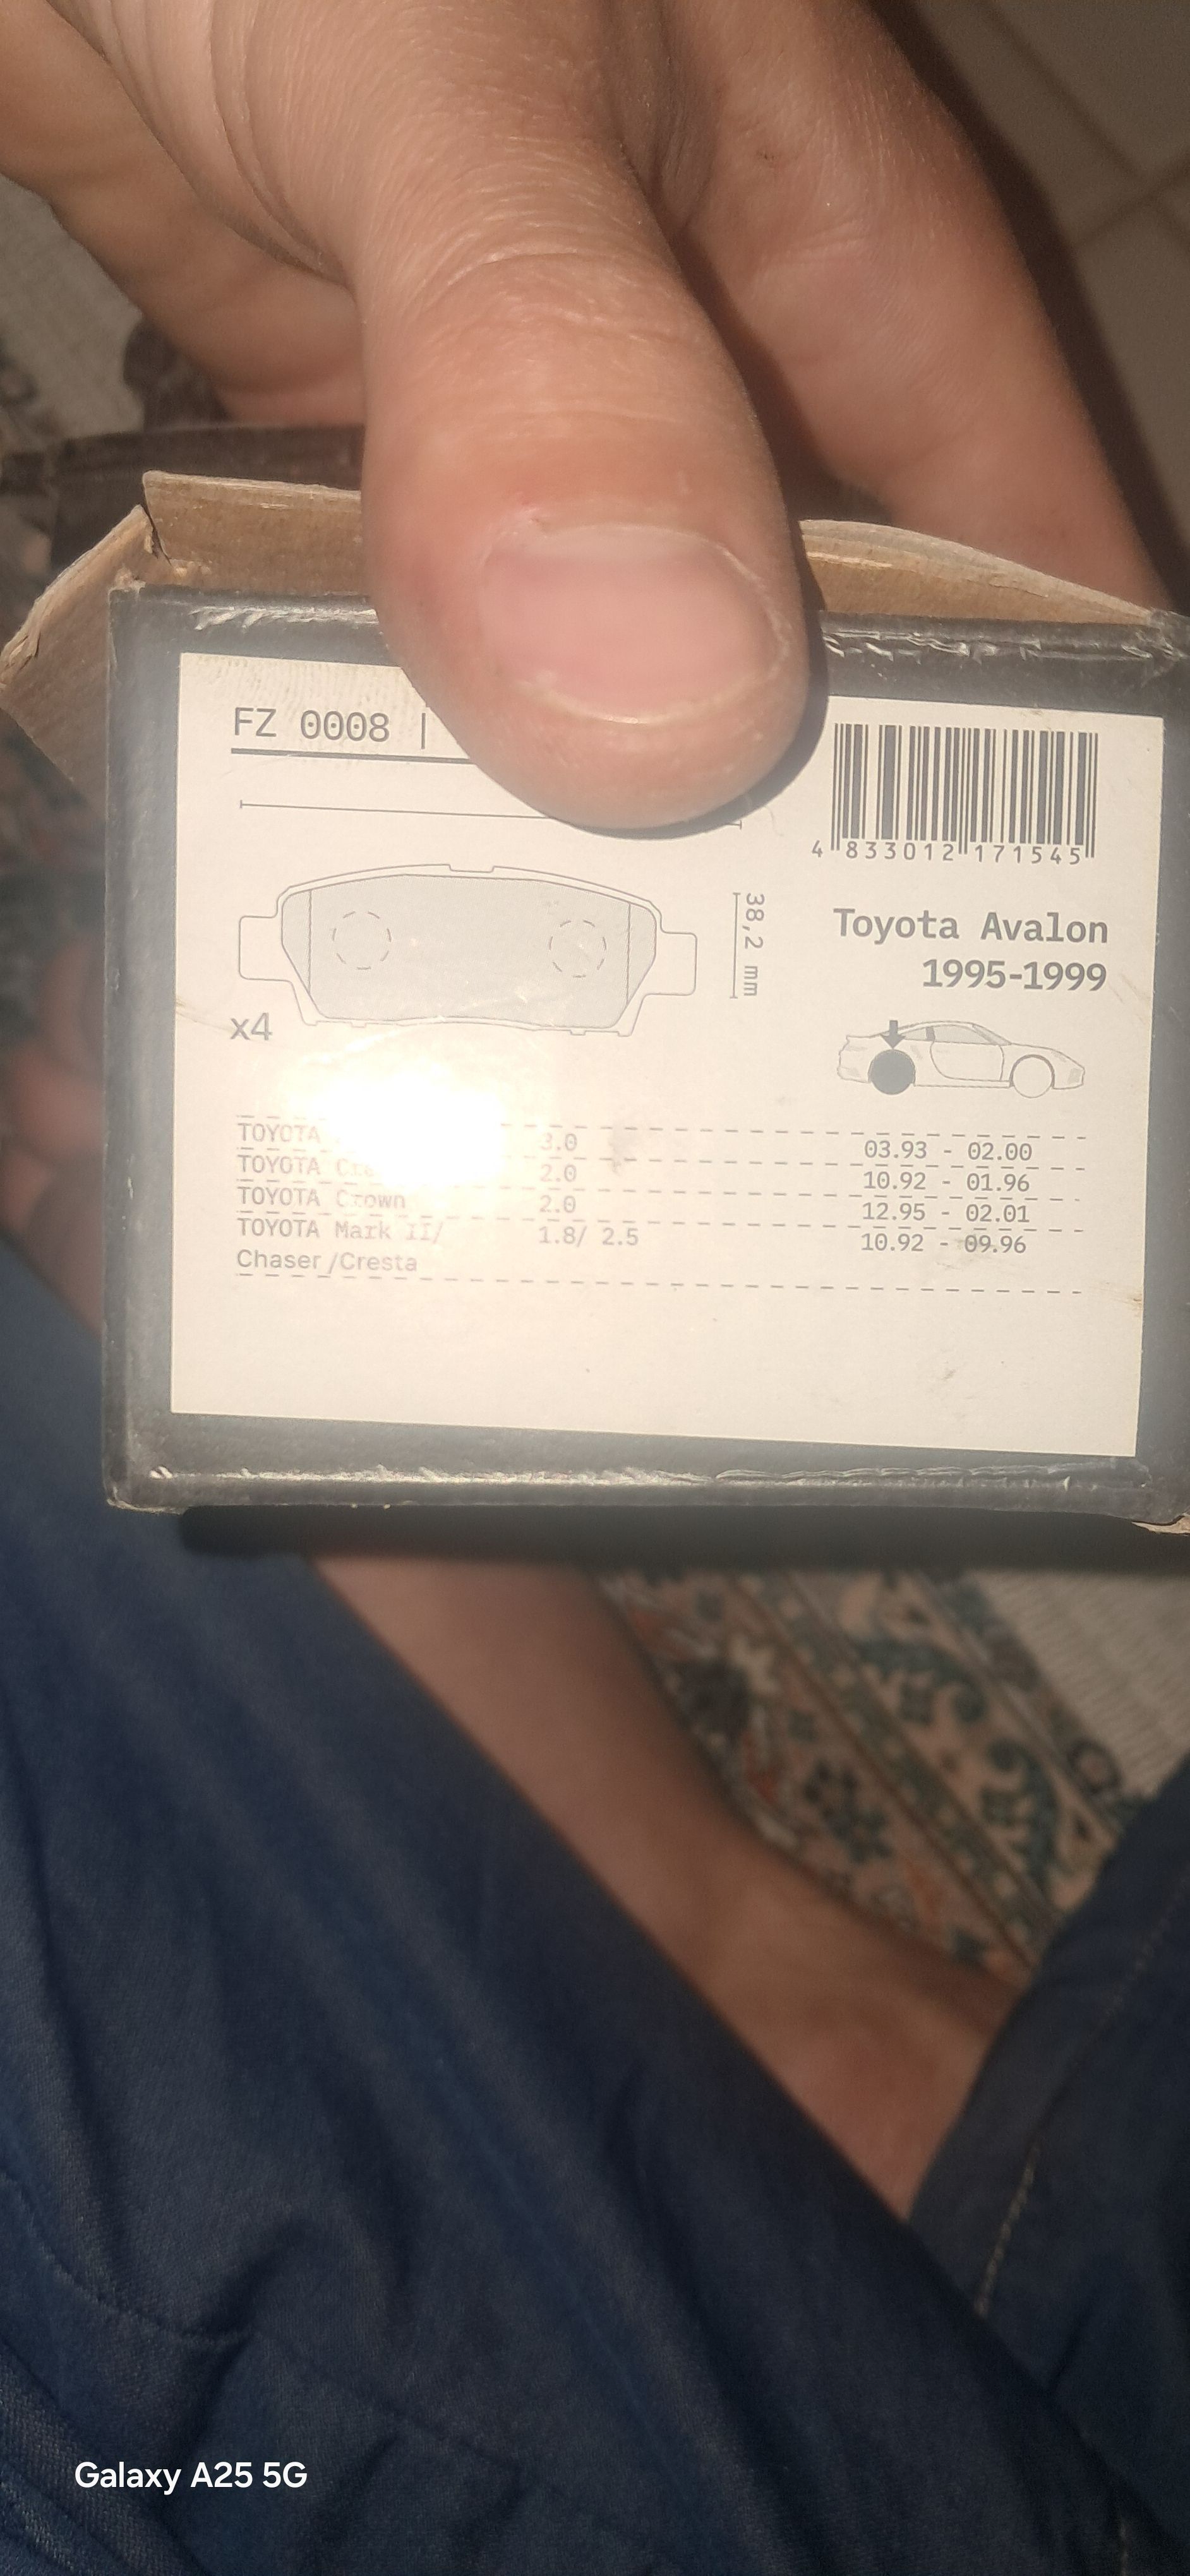 FZ 0008 |
4 833012 171545
38,2 mm
Toyota Avalon
1995-1999
x4
TOYOTA 3.0 03.93 - 02.00
TOYOTA 2.0 10.92 - 01.96
TOYOTA Crown 2.0 12.95 - 02.01
TOYOTA Mark II/ 1.8/ 2.5 10.92 - 09.96
Chaser /Cresta
Galaxy A25 5G